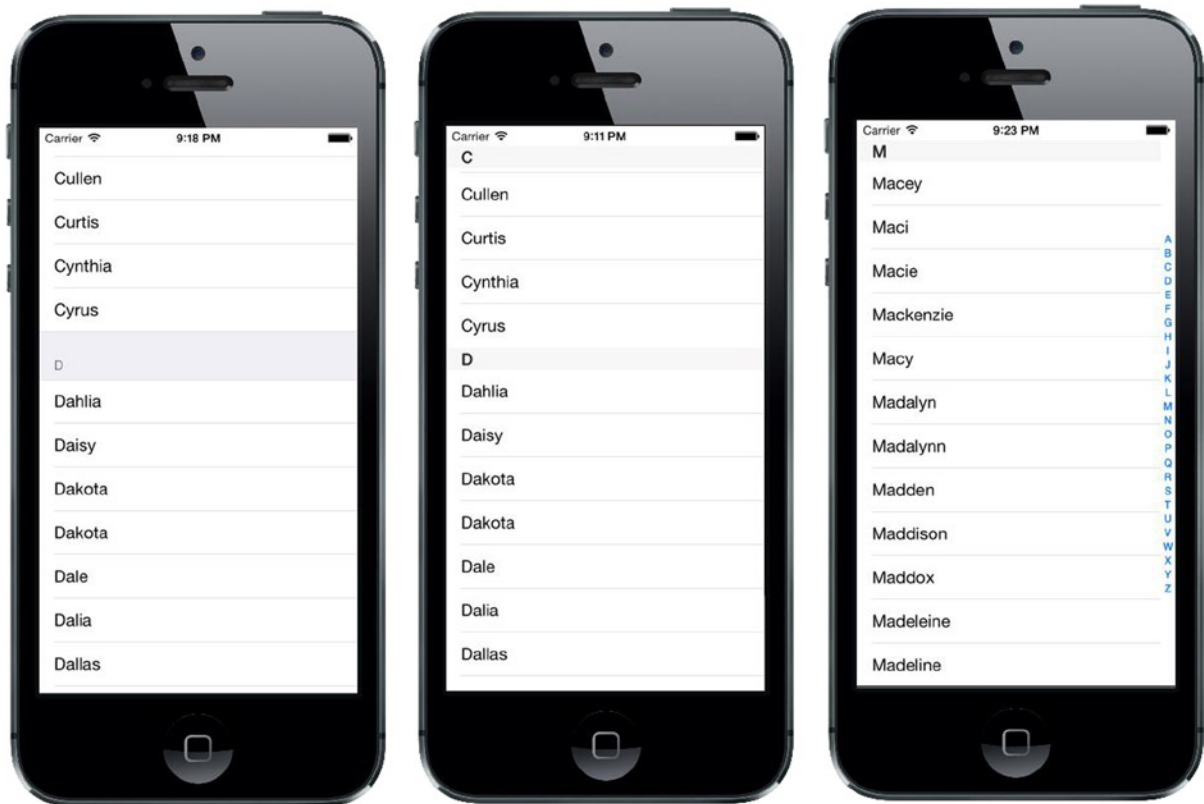 Carrier 9:18 PM
Cullen
Curtis
Cynthia
Cyrus
D
Dahlia
Daisy
Dakota
Dakota
Dale
Dalia
Dallas
Carrier 9:11 PM
C
Cullen
Curtis
Cynthia
Cyrus
D
Dahlia
Daisy
Dakota
Dakota
Dale
Dalia
Dallas
Carrier 9:23 PM
M
Macey
Maci
Macie
Mackenzie
Macy
Madalyn
Madalynn
Madden
Maddison
Maddox
Madeleine
Madeline
A
B
C
D
E
F
G
H
I
J
K
L
M
N
O
P
Q
R
S
T
U
V
W
X
Y
Z